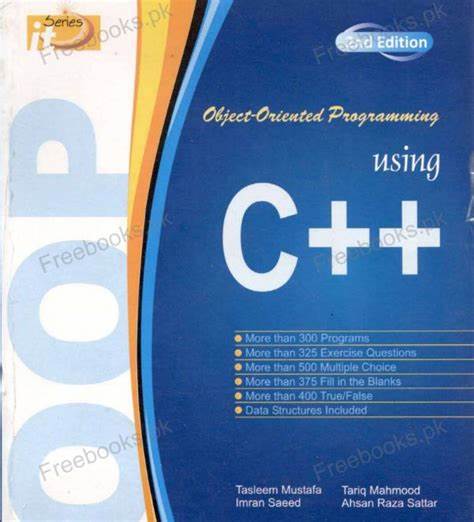 Series
it
Freebooks.pk
2nd Edition
Freebooks.pk
Object-Oriented Programming
using
C++
OOP
Freebooks.pk
Freebooks.pk
More than 300 Programs
More than 325 Exercise Questions
More than 500 Multiple Choice
More than 375 Fill in the Blanks
More than 400 True/False
Data Structures Included
Freebooks.pk
Freebooks.pk
Tasleem Mustafa
Tariq Mahmood
Imran Saeed
Ahsan Raza Sattar